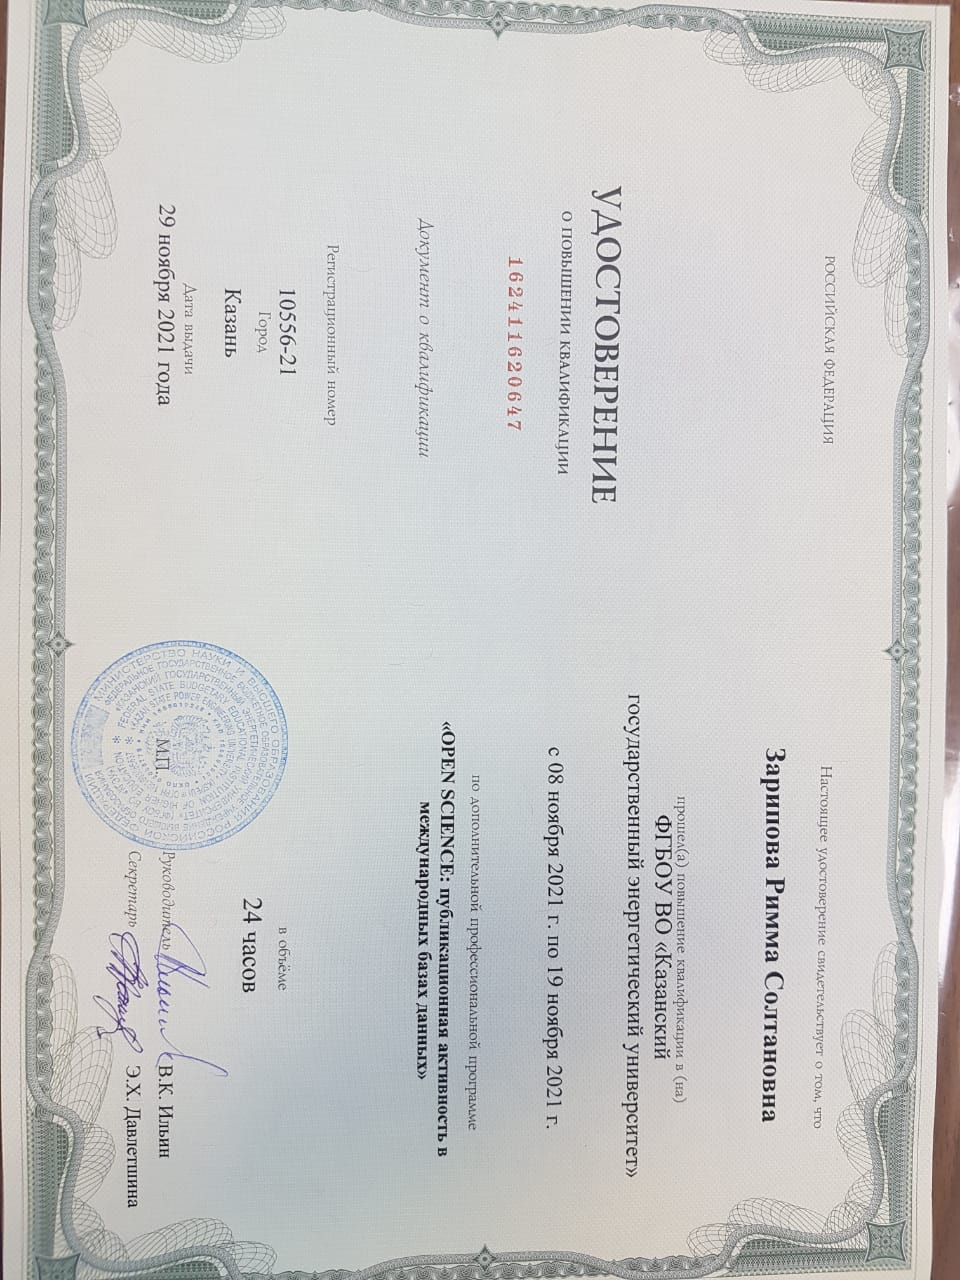 РОССИЙСКАЯ ФЕДЕРАЦИЯ
УДОСТОВЕРЕНИЕ
О ПОВЫШЕНИИ КВАЛИФИКАЦИИ
162411620647
Документ о квалификации
Регистрационный номер
10556-21
Город
Казань
Дата выдачи
29 ноября 2021 года
Настоящее удостоверение свидетельствует о том, что
Зарипова Римма Солтановна
прошел(а) повышение квалификации в (на)
ФГБОУ ВО «Казанский
государственный энергетический университет»
с 08 ноября 2021 г. по 19 ноября 2021 г.
по дополнительной профессиональной программе
«OPEN SCIENCE: публикационная активность в
международных базах данных»
в объёме
24 часов
М.П.
Руководитель В.К. Ильин
Секретарь Э.Х. Давлетшина